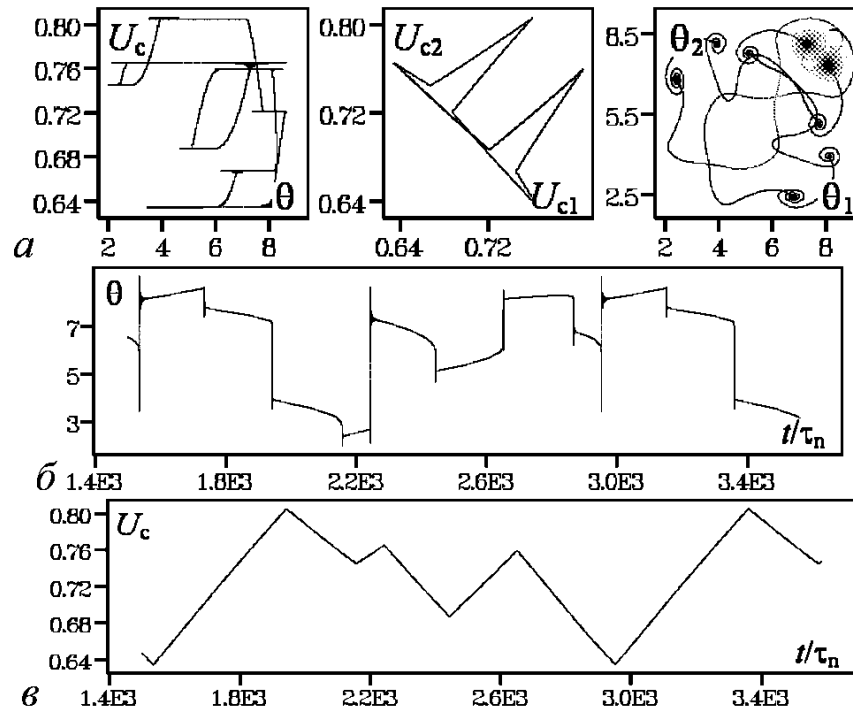 0.80 U_c
0.76
0.72
0.68
0.64 θ
2 4 6 8
а
0.80 U_c2
0.72
0.64 U_c1
0.64 0.72
8.5 θ_2
5.5
2.5 θ_1
2 4 6 8
θ
7
5
3
t/τ_n
б 1.4E3 1.8E3 2.2E3 2.6E3 3.0E3 3.4E3
0.80 U_c
0.76
0.72
0.68
0.64 t/τ_n
в 1.4E3 1.8E3 2.2E3 2.6E3 3.0E3 3.4E3